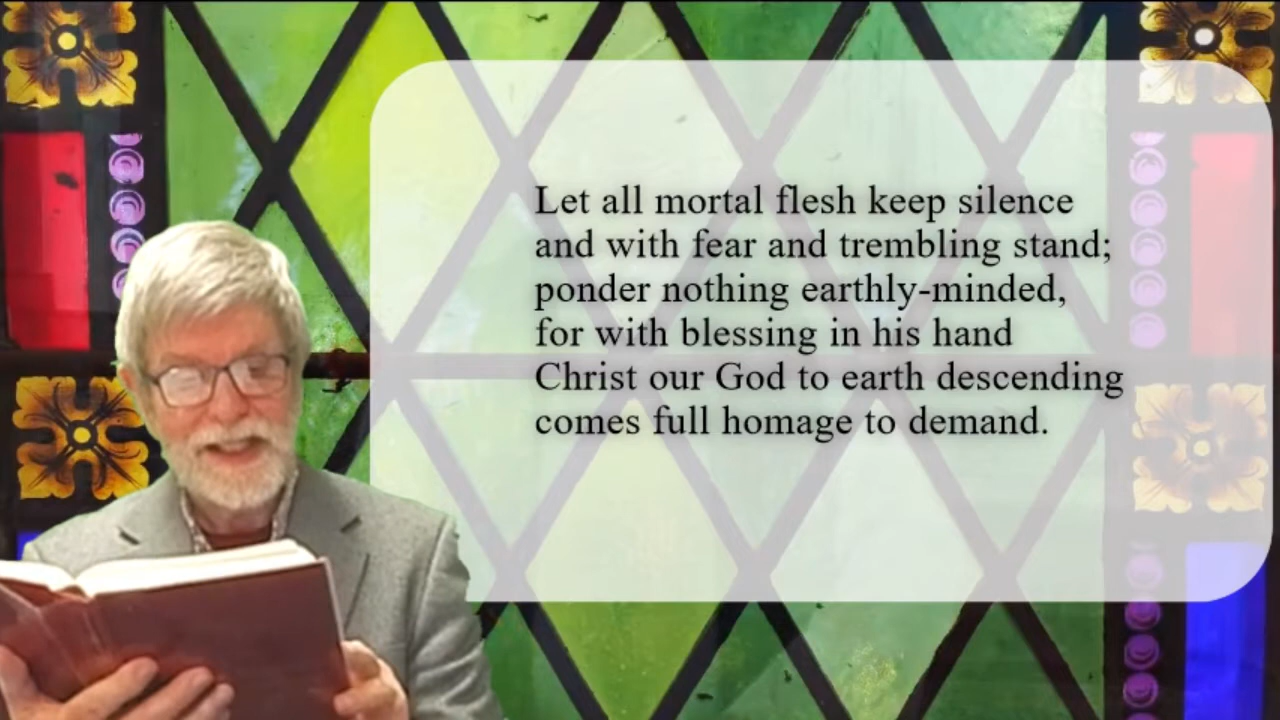 Let all mortal flesh keep silence
and with fear and trembling stand;
ponder nothing earthly-minded,
for with blessing in his hand
Christ our God to earth descending
comes full homage to demand.